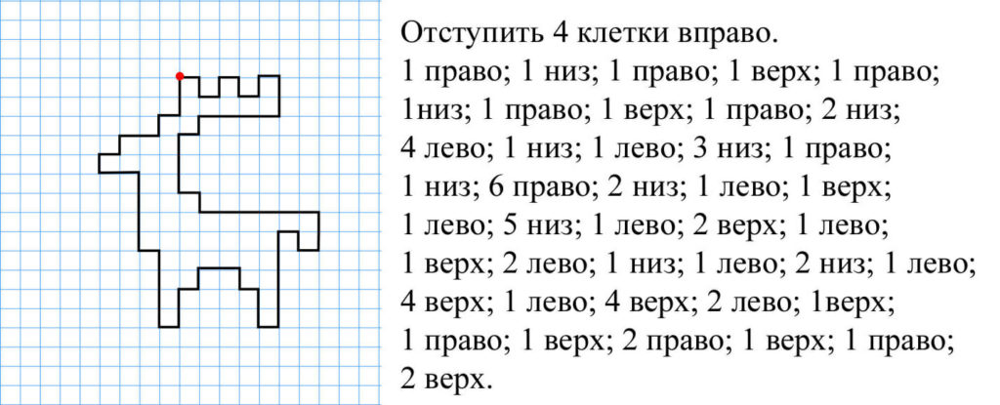 Отступить 4 клетки вправо.
1 право; 1 низ; 1 право; 1 верх; 1 право;
1низ; 1 право; 1 верх; 1 право; 2 низ;
4 лево; 1 низ; 1 лево; 3 низ; 1 право;
1 низ; 6 право; 2 низ; 1 лево; 1 верх;
1 лево; 5 низ; 1 лево; 2 верх; 1 лево;
1 верх; 2 лево; 1 низ; 1 лево; 2 низ; 1 лево;
4 верх; 1 лево; 4 верх; 2 лево; 1верх;
1 право; 1 верх; 2 право; 1 верх; 1 право;
2 верх.